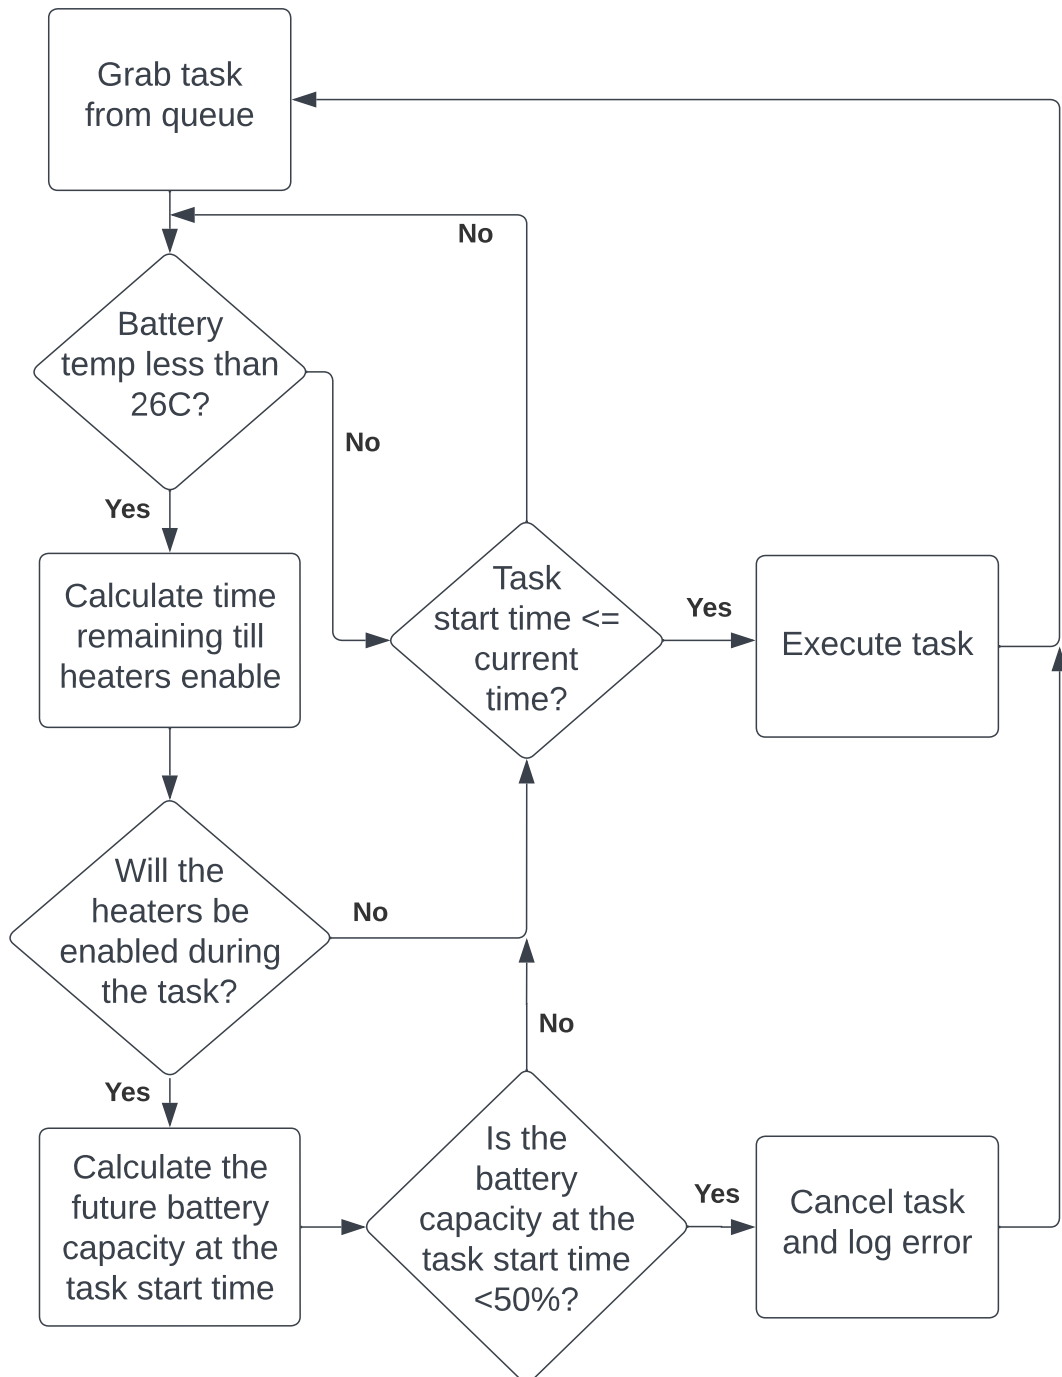 Grab task
from queue
No
Battery
temp less than
26C?
No
Yes
Calculate time
remaining till
heaters enable
Task
start time <=
current
time?
Yes
Execute task
Will the
heaters be
enabled during
the task?
No
No
Yes
Calculate the
future battery
capacity at the
task start time
Is the
battery
capacity at the
task start time
<50%?
Yes
Cancel task
and log error